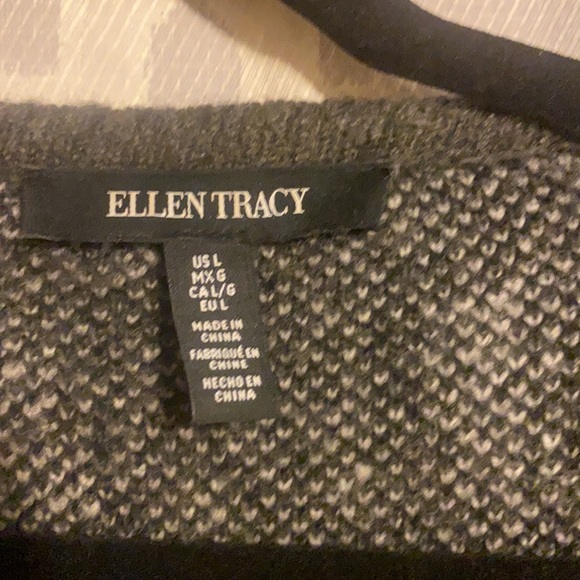 ELLEN TRACY
US L
MX G
CA L/G
EU L
MADE IN
CHINA
FABRIQUÉ EN
CHINE
HECHO EN
CHINA